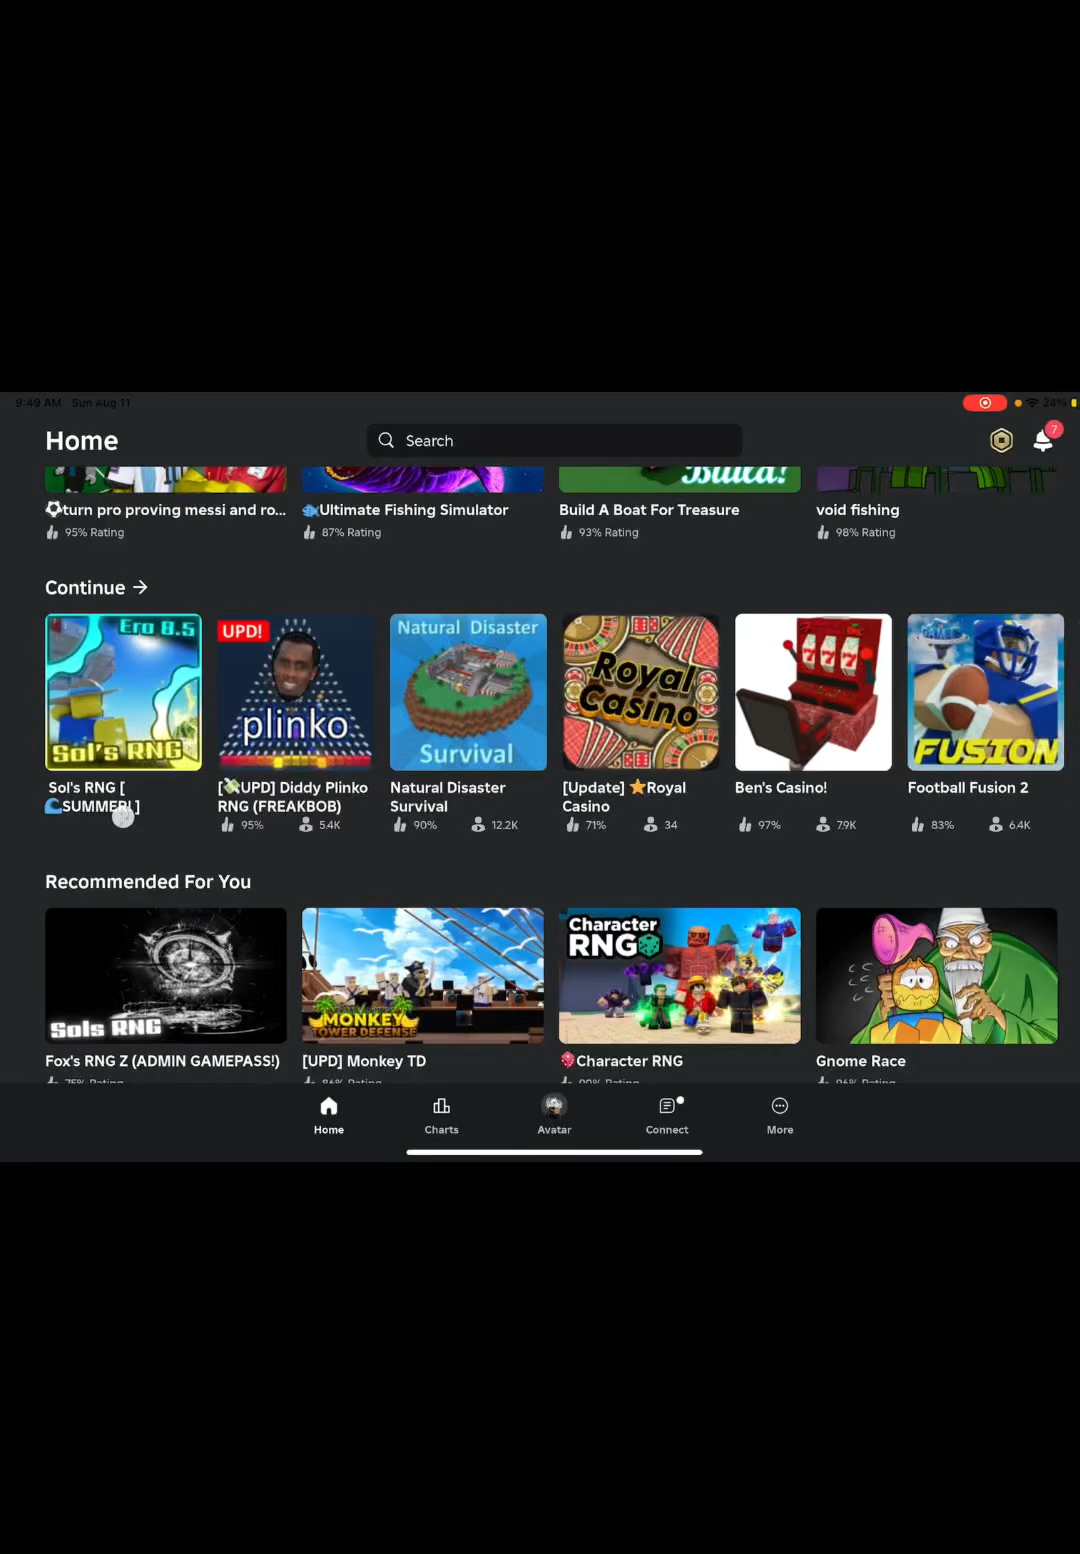 9:49 AM Sun Aug 11
24%
Home
Search
7
Build!
turn pro proving messi and ro...
Ultimate Fishing Simulator
Build A Boat For Treasure
void fishing
95% Rating
87% Rating
93% Rating
98% Rating
Continue →
Era 8.5
Sol's RNG
UPD!
plinko
Natural Disaster
Survival
Royal
Casino
777
FUSION
Sol's RNG [
SUMMER! ]
[💸UPD] Diddy Plinko
RNG (FREAKBOB)
Natural Disaster
Survival
[Update] ⭐Royal
Casino
Ben's Casino!
Football Fusion 2
95% 5.4K
90% 12.2K
71% 34
97% 7.9K
83% 6.4K
Recommended For You
Sols RNG
MONKEY
TOWER DEFENSE
Character
RNG
Fox's RNG Z (ADMIN GAMEPASS!)
[UPD] Monkey TD
Character RNG
Gnome Race
Home
Charts
Avatar
Connect
More